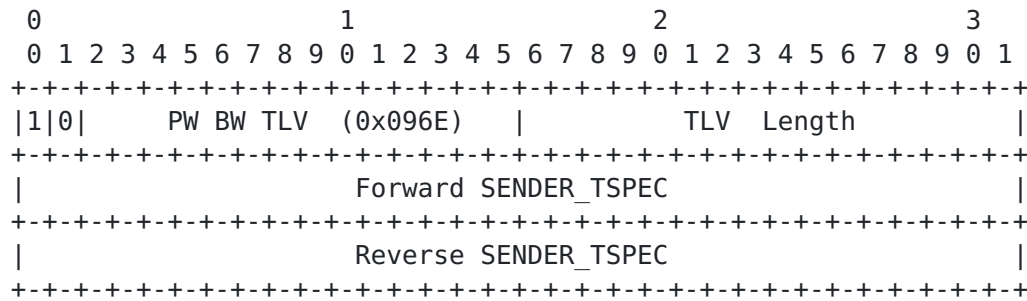 0                   1                   2                   3
 0 1 2 3 4 5 6 7 8 9 0 1 2 3 4 5 6 7 8 9 0 1 2 3 4 5 6 7 8 9 0 1
+-+-+-+-+-+-+-+-+-+-+-+-+-+-+-+-+-+-+-+-+-+-+-+-+-+-+-+-+-+-+-+-+
|1|0|     PW BW TLV  (0x096E)   |          TLV  Length          |
+-+-+-+-+-+-+-+-+-+-+-+-+-+-+-+-+-+-+-+-+-+-+-+-+-+-+-+-+-+-+-+-+
|                     Forward SENDER_TSPEC                      |
+-+-+-+-+-+-+-+-+-+-+-+-+-+-+-+-+-+-+-+-+-+-+-+-+-+-+-+-+-+-+-+-+
|                     Reverse SENDER_TSPEC                      |
+-+-+-+-+-+-+-+-+-+-+-+-+-+-+-+-+-+-+-+-+-+-+-+-+-+-+-+-+-+-+-+-+